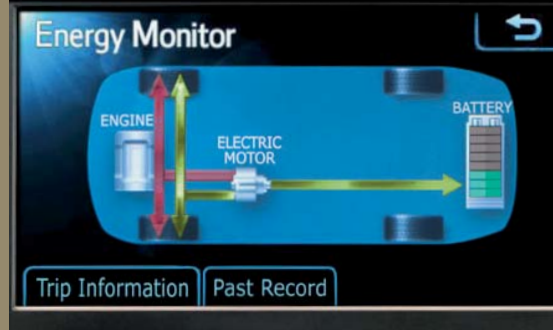 Energy Monitor
ENGINE
ELECTRIC
MOTOR
BATTERY
Trip Information
Past Record